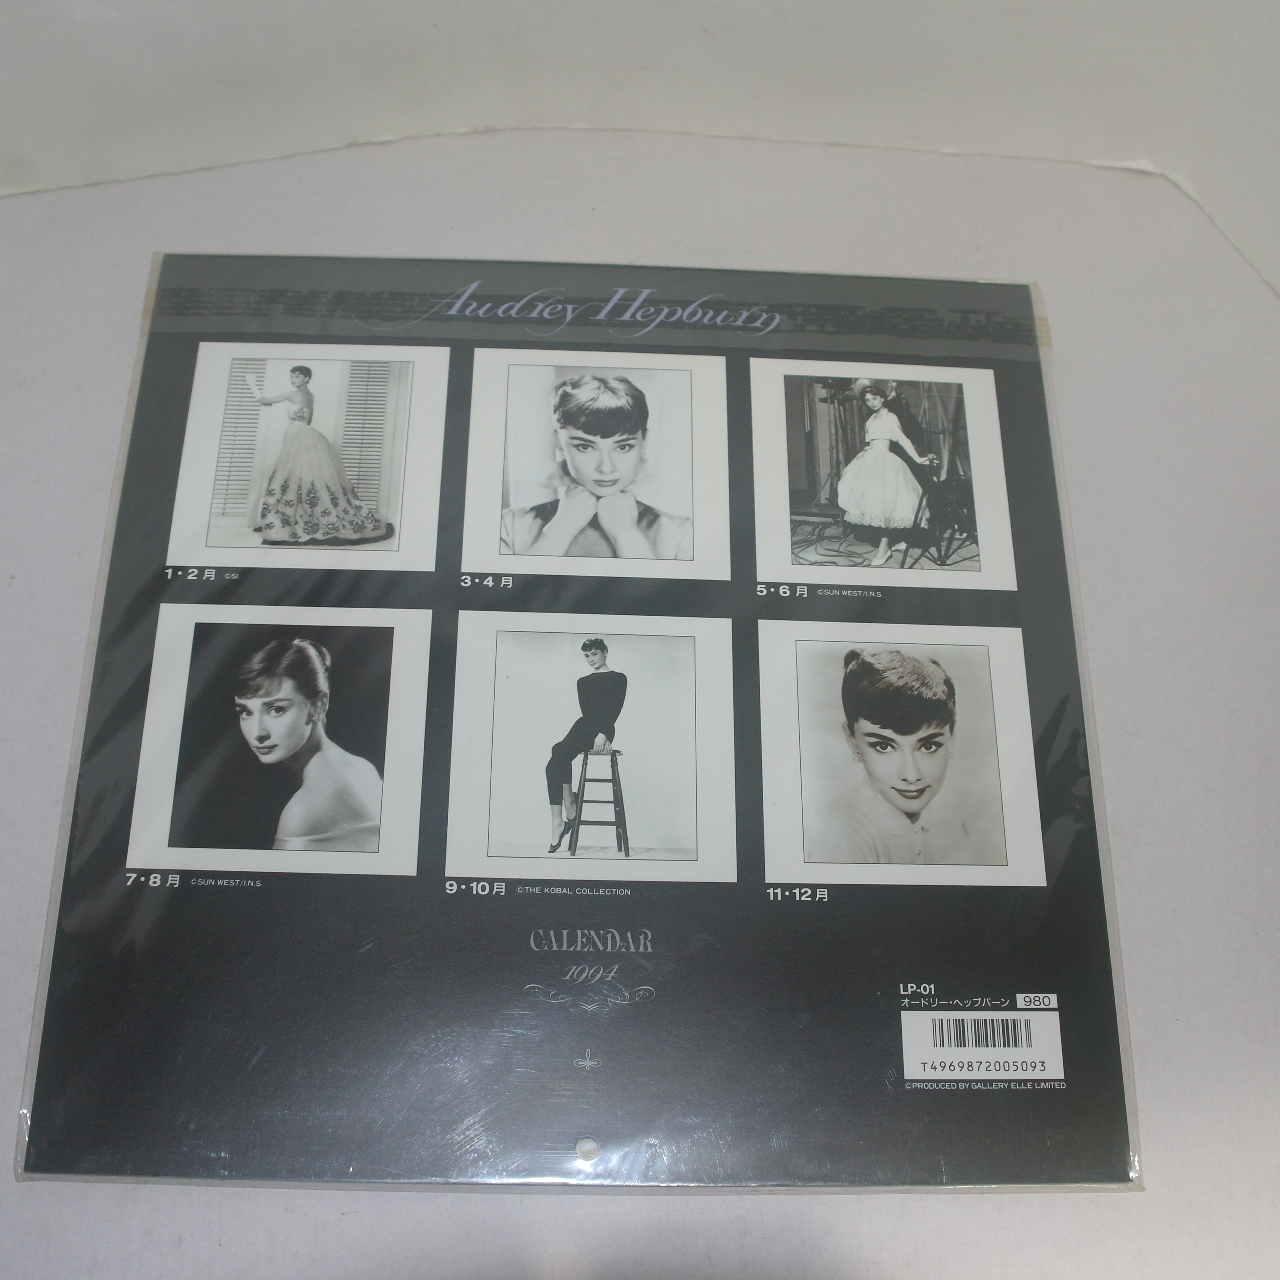 Audrey Hepburn
1・2月 ©SI.
3・4月
5・6月 ©SUN WEST/I.N.S.
7・8月 ©SUN WEST/I.N.S.
9・10月 ©THE KOBAL COLLECTION
11・12月
CALENDAR
1994
LP-01
オードリー・ヘップバーン 980
T4969872005093
©PRODUCED BY GALLERY ELLE LIMITED